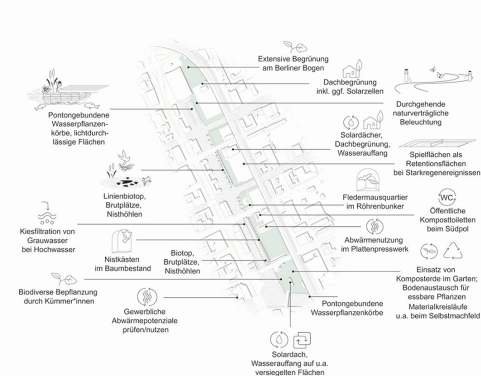 Extensive Begrünung
am Berliner Bogen
Dachbegrünung
inkl. ggf. Solarzellen
Pontongebundene
Wasserpflanzen-
körbe, lichtdurch-
lässige Flächen
Durchgehende
naturverträgliche
Beleuchtung
Solardächer,
Dachbegrünung,
Wasserauffang
Spielflächen als
Retentionsflächen
bei Starkregenereignissen
Linienbiotop,
Brutplätze,
Nisthöhlen
Fledermausquartier
im Röhrenbunker
WC
Öffentliche
Komposttoiletten
beim Südpol
Kiesfiltration von
Grauwasser
bei Hochwasser
Abwärmenutzung
im Plattenpresswerk
Nistkästen
im Baumbestand
Biotop,
Brutplätze,
Nisthöhlen
Biodiverse Bepflanzung
durch Kümmer*innen
Einsatz von
Komposterde im Garten;
Bodenaustausch für
essbare Pflanzen
Materialkreisläufe
u.a. beim Selbstmachfeld
Gewerbliche
Abwärmepotenziale
prüfen/nutzen
Pontongebundene
Wasserpflanzenkörbe
Solardach,
Wasserauffang auf u.a.
versiegelten Flächen